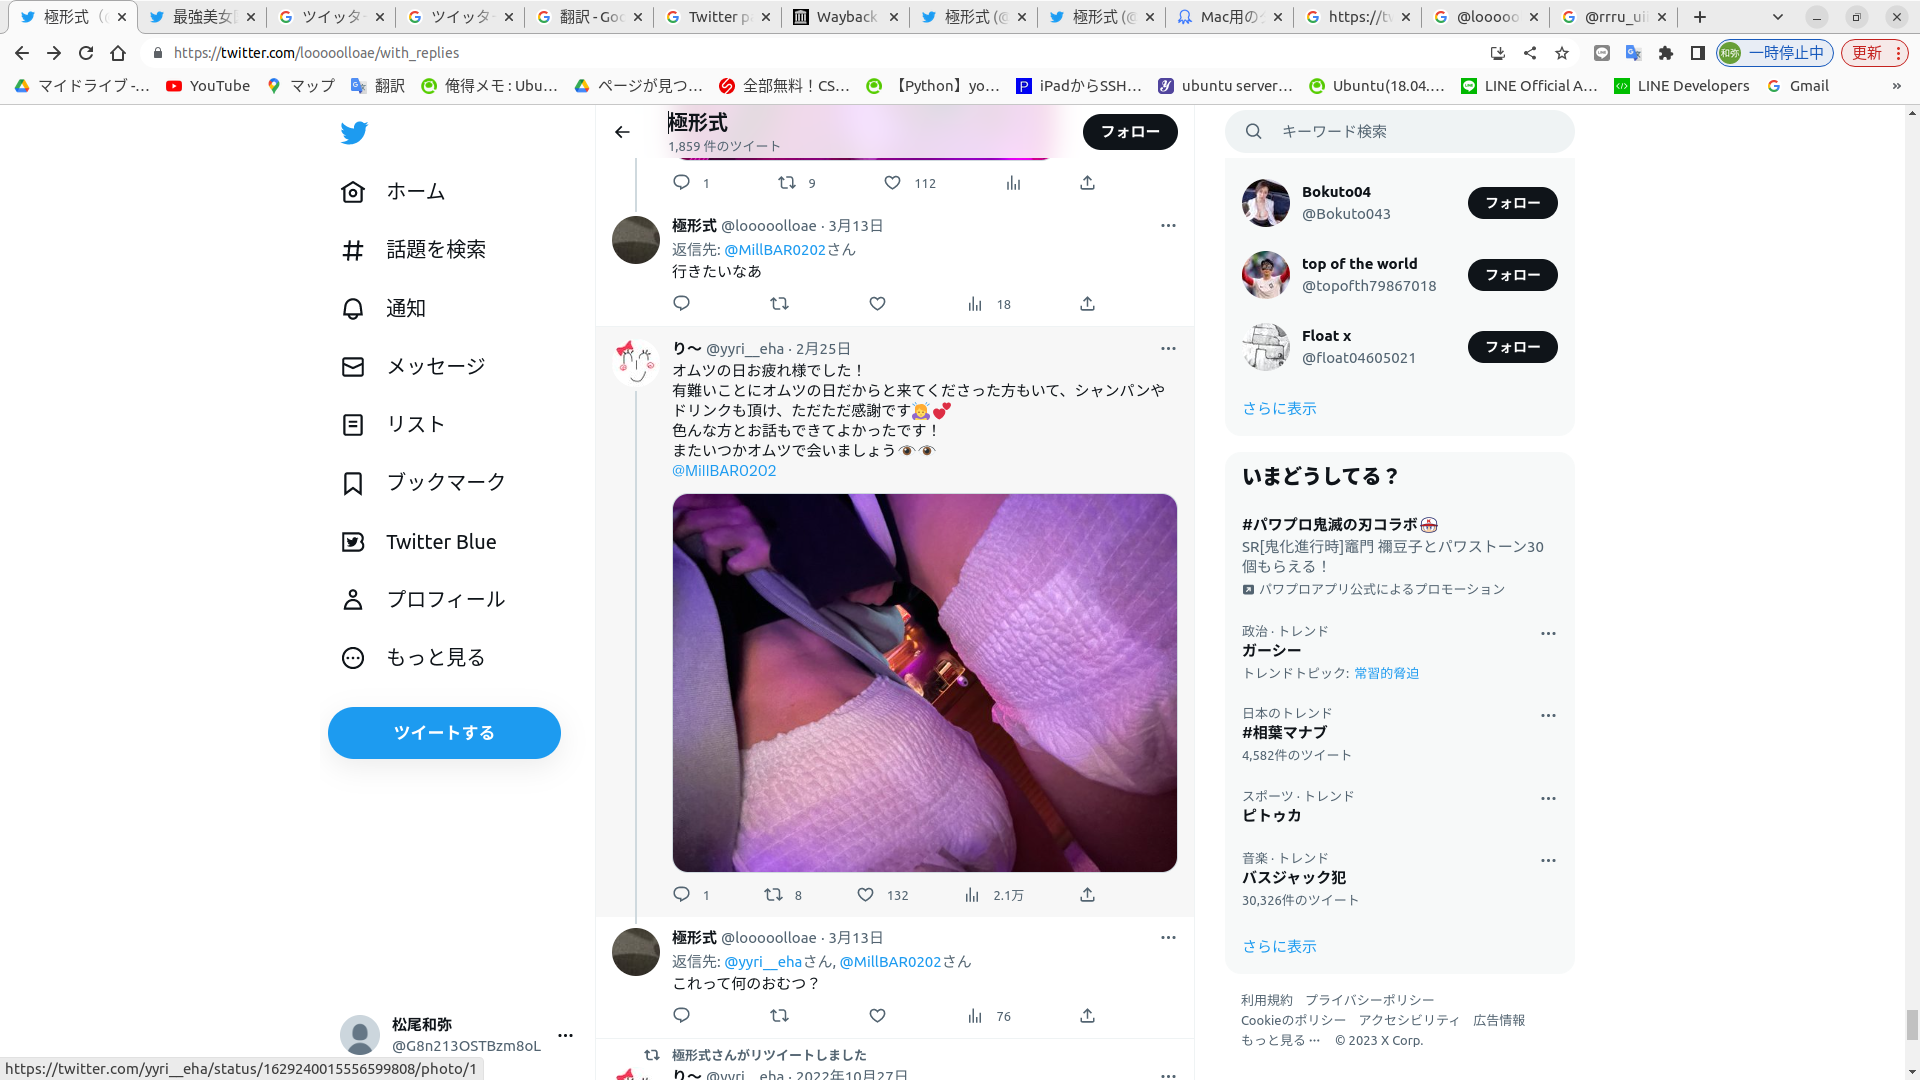 極形式 (@
最強美女
ツイッター
ツイッター
翻訳 - Goo
Twitter p
Wayback
極形式 (@
極形式 (@
Mac用の
https://tw
@looooo
@rrru_uii
https://twitter.com/looooolloae/with_replies
和弥 一時停止中
更新
マイドライブ -...
YouTube
マップ
翻訳
俺得メモ : Ubu...
ページが見つ...
全部無料！CS...
【Python】yo...
iPadからSSH...
ubuntu server...
Ubuntu(18.04....
LINE Official A...
LINE Developers
Gmail
»
ホーム
話題を検索
通知
メッセージ
リスト
ブックマーク
Twitter Blue
プロフィール
もっと見る
ツイートする
松尾和弥
@G8n213OSTBzm8oL
https://twitter.com/yyri__eha/status/1629240015556599808/photo/1
極形式
1,859 件のツイート
フォロー
1 9 112
極形式 @looooolloae · 3月13日
返信先: @MillBAR0202さん
行きたいなあ
18
り〜 @yyri__eha · 2月25日
オムツの日お疲れ様でした！
有難いことにオムツの日だからと来てくださった方もいて、シャンパンや
ドリンクも頂け、ただただ感謝です🙇💕
色んな方とお話もできてよかったです！
またいつかオムツで会いましょう👁️👁️
@MillBAR0202
1 8 132 2.1万
極形式 @looooolloae · 3月13日
返信先: @yyri__ehaさん, @MillBAR0202さん
これって何のおむつ？
76
極形式さんがリツイートしました
り〜 @yyri__eha · 2022年10月27日
キーワード検索
Bokuto04
@Bokuto043
フォロー
top of the world
@topofth79867018
フォロー
Float x
@float04605021
フォロー
さらに表示
いまどうしてる？
#パワプロ鬼滅の刃コラボ
SR[鬼化進行時]竈門 禰豆子とパワストーン30
個もらえる！
パワプロアプリ公式によるプロモーション
政治 · トレンド
ガーシー
トレンドトピック: 常習的脅迫
日本のトレンド
#相葉マナブ
4,582件のツイート
スポーツ · トレンド
ピトゥカ
音楽 · トレンド
バスジャック犯
30,326件のツイート
さらに表示
利用規約 プライバシーポリシー
Cookieのポリシー アクセシビリティ 広告情報
もっと見る ··· © 2023 X Corp.